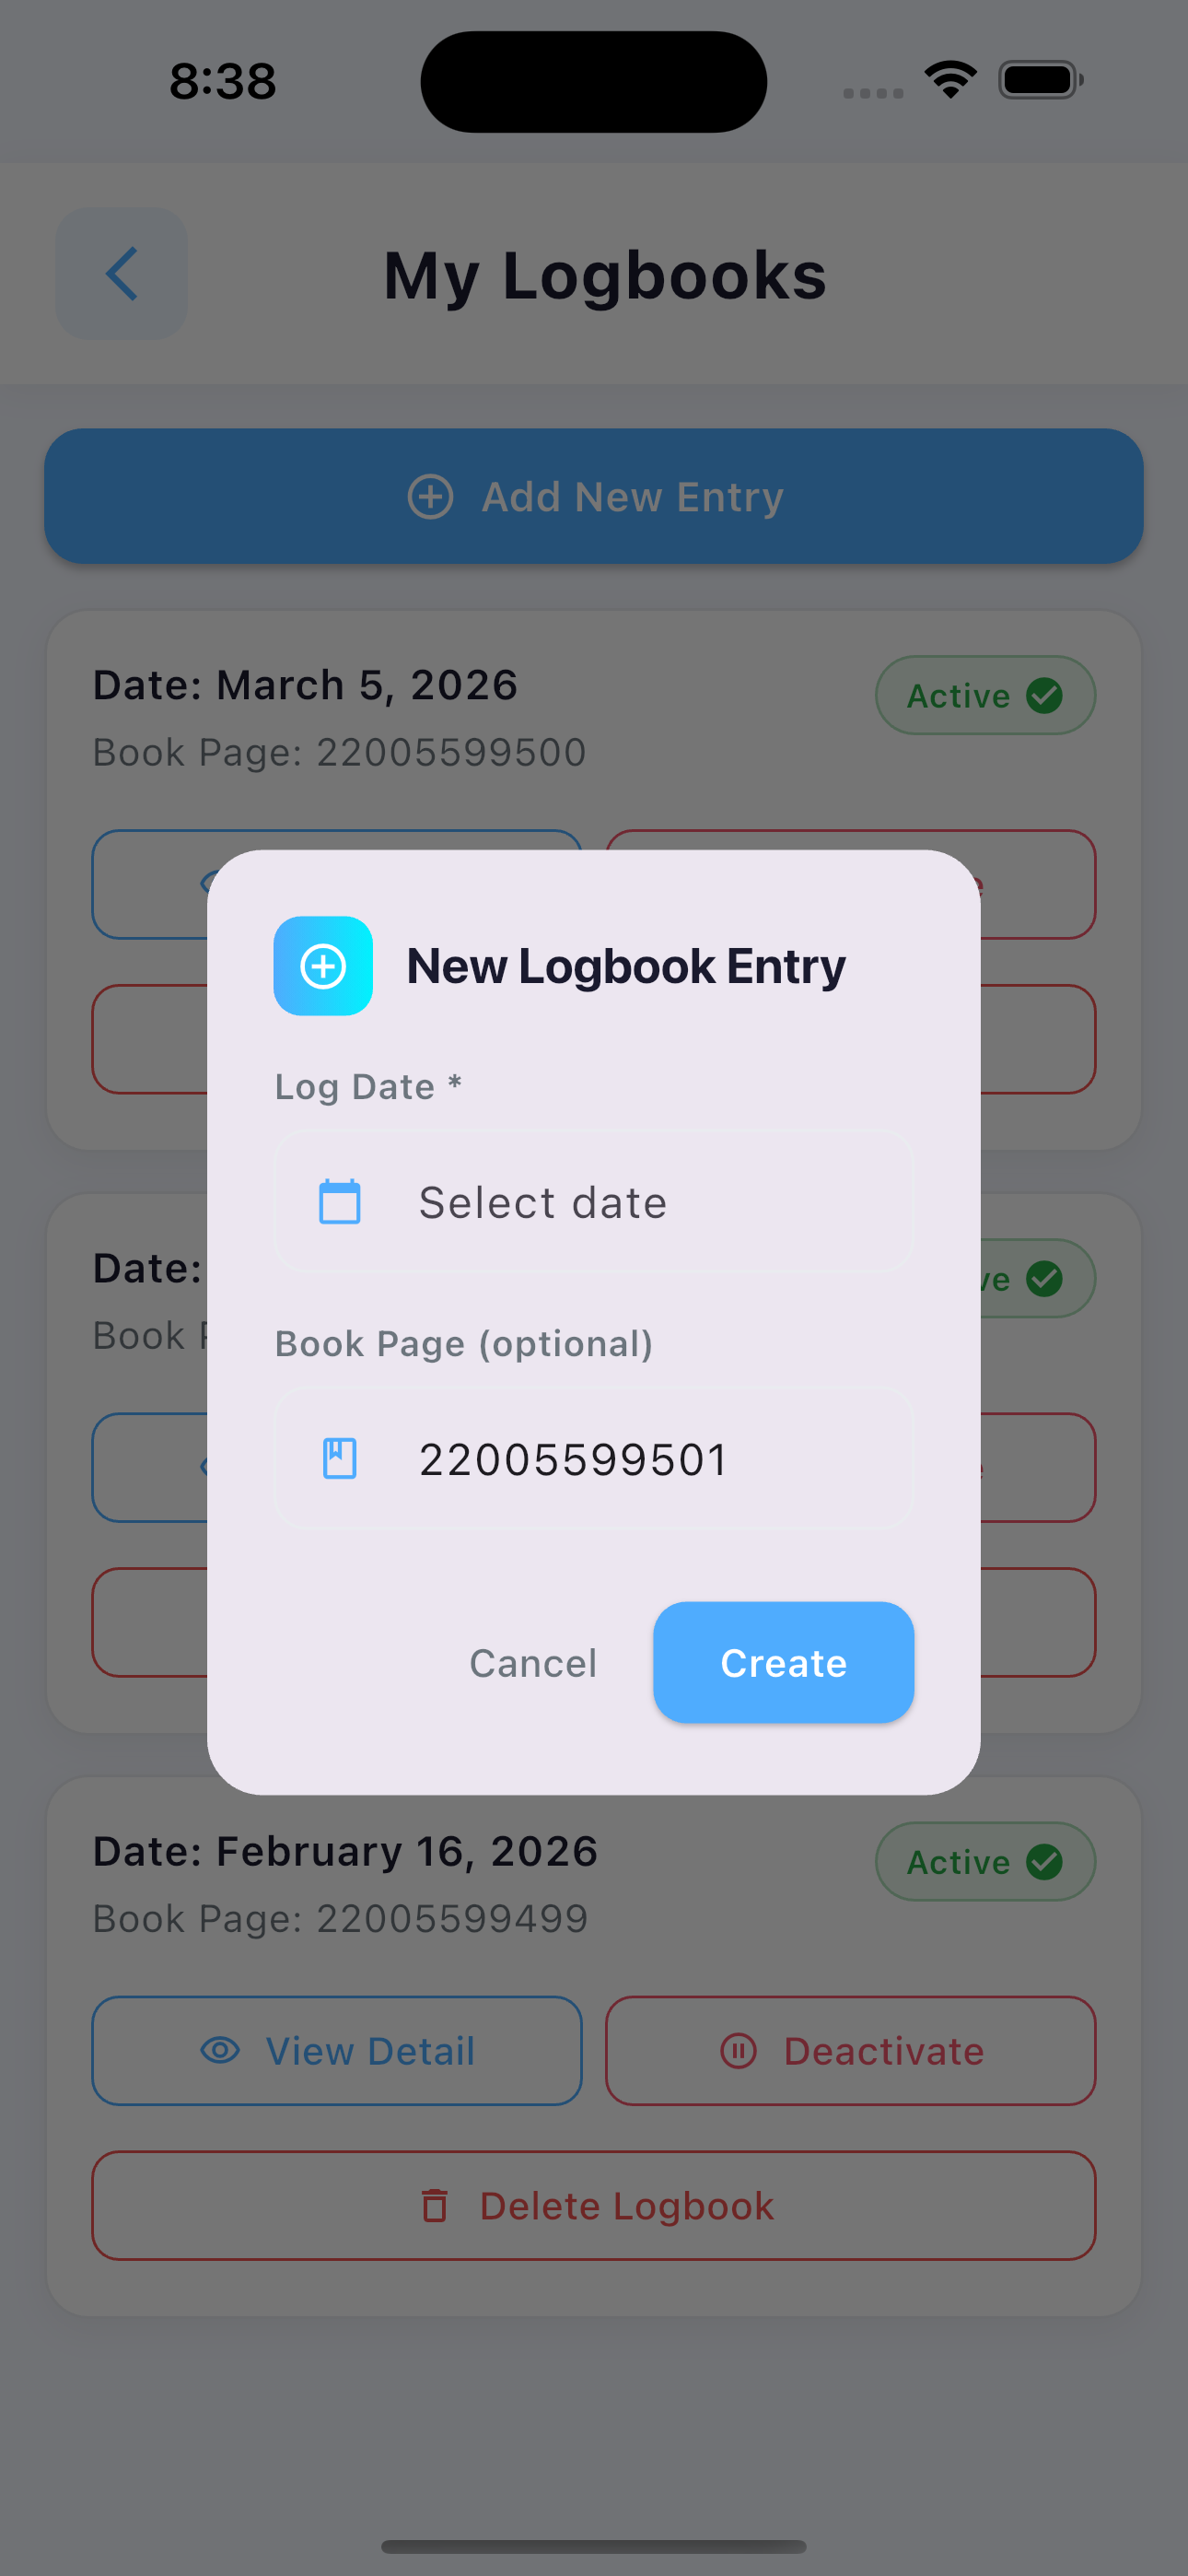 8:38
My Logbooks
Add New Entry
Date: March 5, 2026
Active
Book Page: 22005599500
New Logbook Entry
Log Date *
Select date
Date:
Book
Book Page (optional)
22005599501
Cancel
Create
Date: February 16, 2026
Active
Book Page: 22005599499
View Detail
Deactivate
Delete Logbook